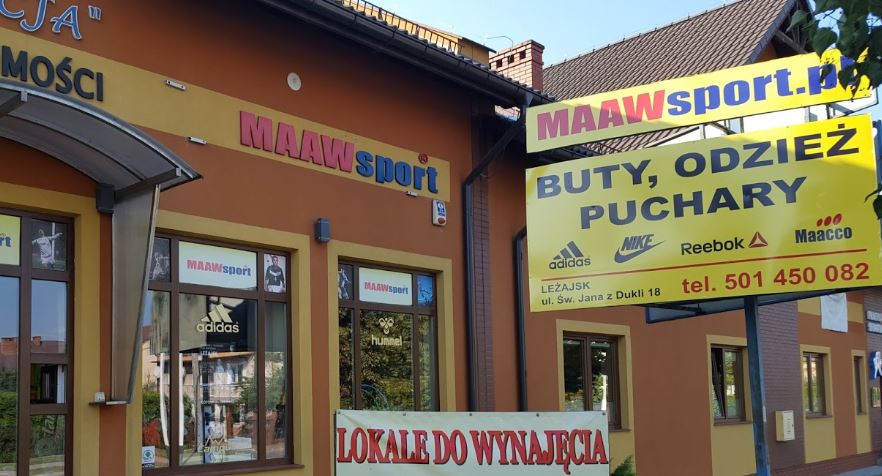 CJA"
MOŚCI
MAAWsport®
MAAWsport
adidas
MAAWsport
hummel
MAAWsport.p
BUTY, ODZIEŻ
PUCHARY
adidas NIKE Reebok Maacco
LEŻAJSK
ul. Św. Jana z Dukli 18 tel. 501 450 082
LOKALE DO WYNAJĘCIA